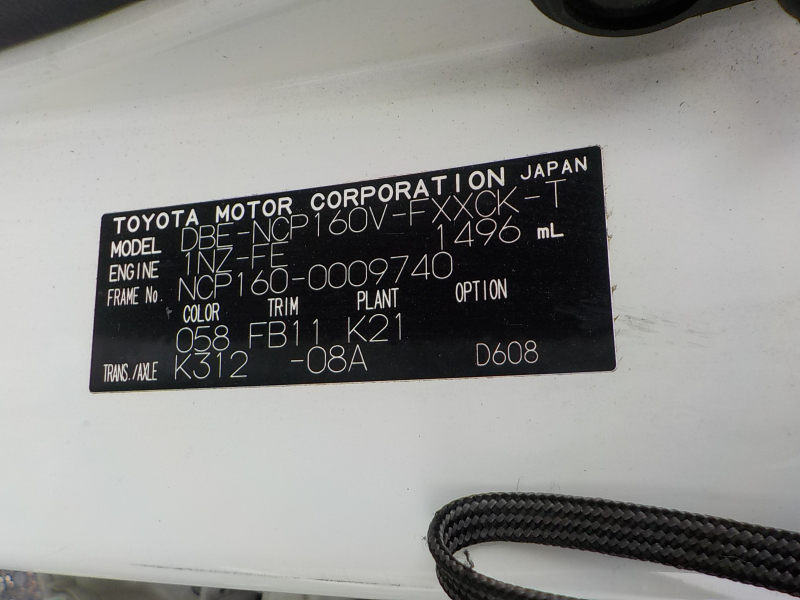 TOYOTA MOTOR CORPORATION JAPAN
MODEL DBE-NCP160V-FXXCK-T
ENGINE 1NZ-FE 1496 mL
FRAME No. NCP160-0009740
COLOR TRIM PLANT OPTION
058 FB11 K21
TRANS./AXLE K312 -08A D608